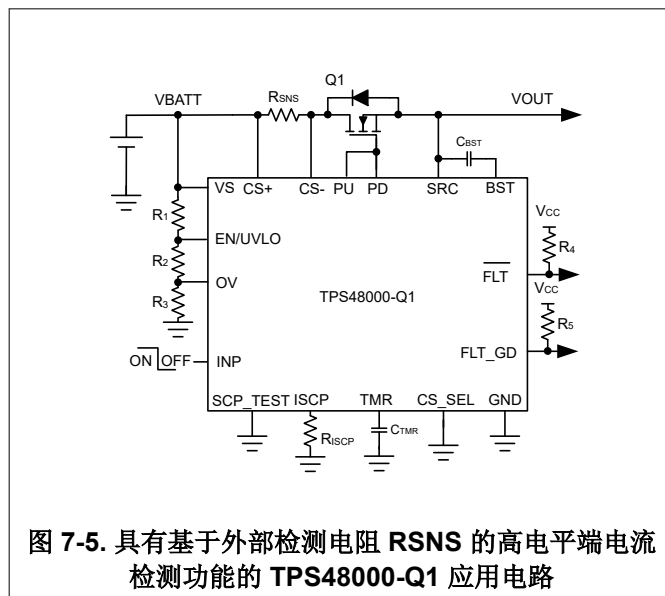 Q1
VBATT
RSNS
VOUT
CBST
VS
CS+
CS-
PU
PD
SRC
BST
R1
EN/UVLO
R2
OV
R3
TPS48000-Q1
VCC
R4
FLT
VCC
R5
FLT_GD
ON
OFF
INP
SCP_TEST
ISCP
TMR
CS_SEL
GND
RISCP
CTMR
图 7-5. 具有基于外部检测电阻 RSNS 的高电平端电流
检测功能的 TPS48000-Q1 应用电路